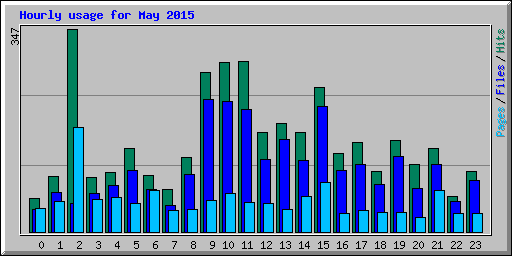 Hourly usage for May 2015
347
Pages/Files/Hits
0 1 2 3 4 5 6 7 8 9 10 11 12 13 14 15 16 17 18 19 20 21 22 23